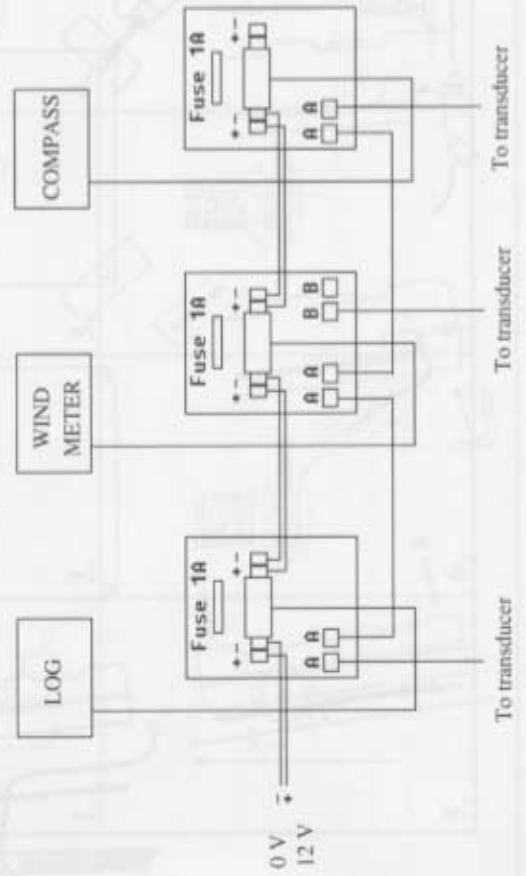 LOG
WIND
METER
COMPASS
Fuse 1A
Fuse 1A
Fuse 1A
+ -
+ -
+ -
+ -
+ -
+ -
0 V -
12 V +
A A
A A B B
A A
To transducer
To transducer
To transducer